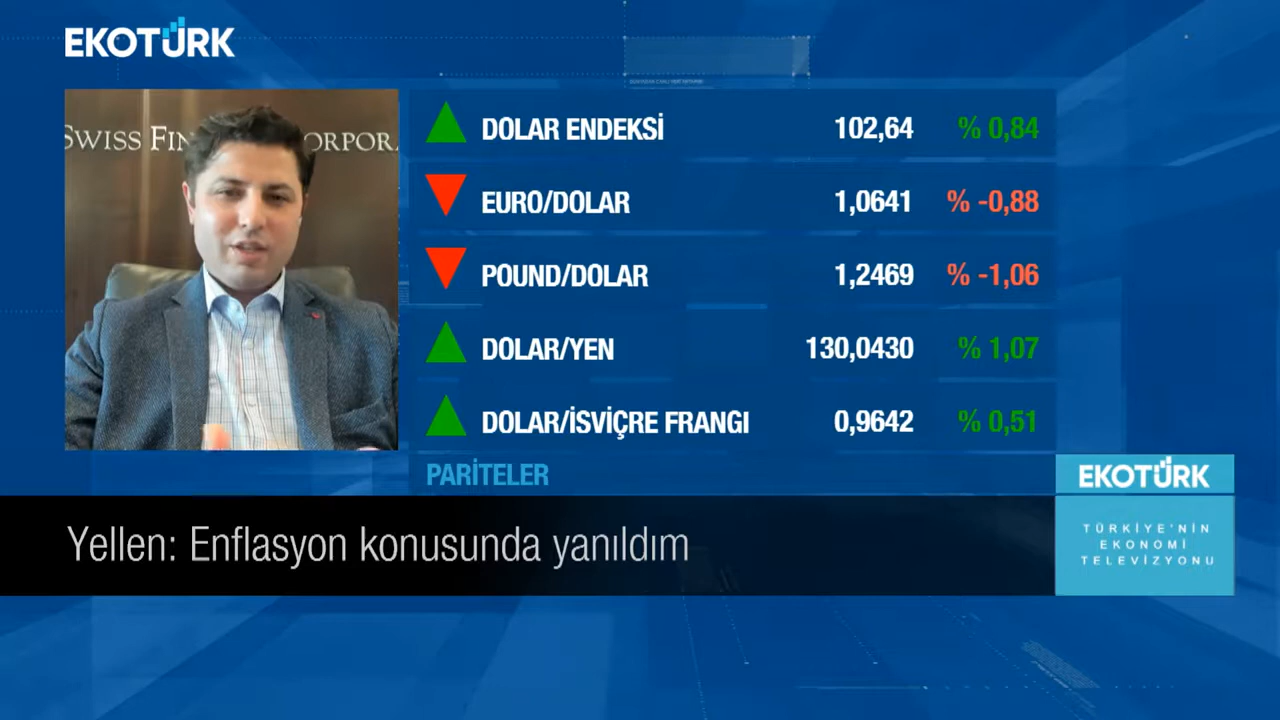 EKOTÜRK
SWISS FIN ORPORA
DOLAR ENDEKSİ 102,64 % 0,84
EURO/DOLAR 1,0641 % -0,88
POUND/DOLAR 1,2469 % -1,06
DOLAR/YEN 130,0430 % 1,07
DOLAR/İSVİÇRE FRANGI 0,9642 % 0,51
PARİTELER
EKOTÜRK
Yellen: Enflasyon konusunda yanıldım
TÜRKİYE'NİN
EKONOMİ
TELEVİZYONU